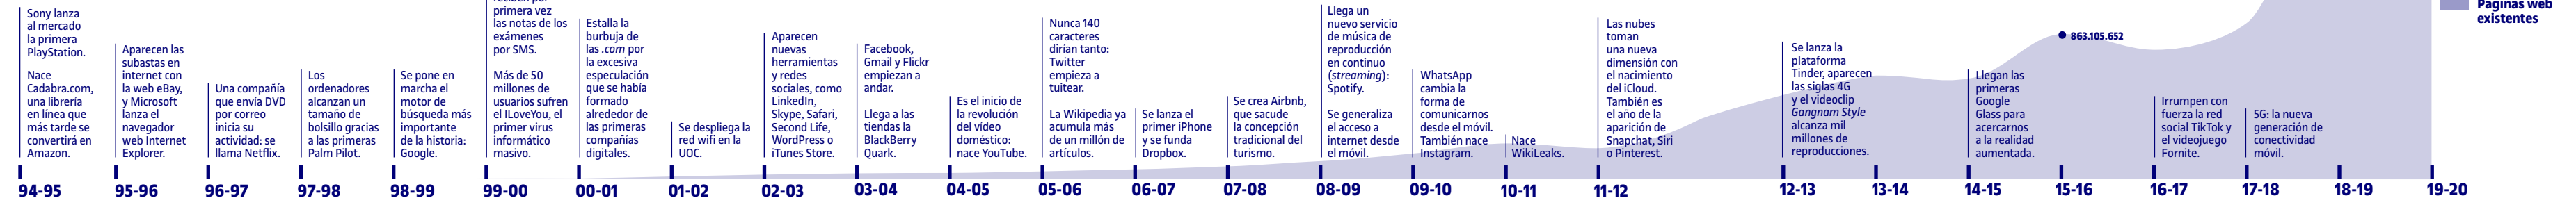 Sony lanza
al mercado
la primera
PlayStation.
Nace
Cadabra.com,
una librería
en línea que
más tarde se
convertirá en
Amazon.
Aparecen las
subastas en
internet con
la web eBay,
y Microsoft
lanza el
navegador
web Internet
Explorer.
Una compañía
que envía DVD
por correo
inicia su
actividad: se
llama Netflix.
Los
ordenadores
alcanzan un
tamaño de
bolsillo gracias
a las primeras
Palm Pilot.
Se pone en
marcha el
motor de
búsqueda más
importante
de la historia:
Google.
primera vez
las notas de los
exámenes
por SMS.
Más de 50
millones de
usuarios sufren
el ILoveYou, el
primer virus
informático
masivo.
Estalla la
burbuja de
las .com por
la excesiva
especulación
que se había
formado
alrededor de
las primeras
compañías
digitales.
Se despliega la
red wifi en la
UOC.
Aparecen
nuevas
herramientas
y redes
sociales, como
LinkedIn,
Skype, Safari,
Second Life,
WordPress o
iTunes Store.
Facebook,
Gmail y Flickr
empiezan a
andar.
Llega a las
tiendas la
BlackBerry
Quark.
Es el inicio de
la revolución
del vídeo
doméstico:
nace YouTube.
Nunca 140
caracteres
dirían tanto:
Twitter
empieza a
tuitear.
La Wikipedia ya
acumula más
de un millón de
artículos.
Se lanza el
primer iPhone
y se funda
Dropbox.
Se crea Airbnb,
que sacude
la concepción
tradicional del
turismo.
Llega un
nuevo servicio
de música de
reproducción
en continuo
(streaming):
Spotify.
Se generaliza
el acceso a
internet desde
el móvil.
WhatsApp
cambia la
forma de
comunicarnos
desde el móvil.
También nace
Instagram.
Nace
WikiLeaks.
Las nubes
toman
una nueva
dimensión con
el nacimiento
del iCloud.
También es
el año de la
aparición de
Snapchat, Siri
o Pinterest.
Se lanza la
plataforma
Tinder, aparecen
las siglas 4G
y el videoclip
Gangnam Style
alcanza mil
millones de
reproducciones.
Llegan las
primeras
Google
Glass para
acercarnos
a la realidad
aumentada.
863.105.652
Irrumpen con
fuerza la red
social TikTok y
el videojuego
Fornite.
5G: la nueva
generación de
conectividad
móvil.
Páginas web
existentes
94-95
95-96
96-97
97-98
98-99
99-00
00-01
01-02
02-03
03-04
04-05
05-06
06-07
07-08
08-09
09-10
10-11
11-12
12-13
13-14
14-15
15-16
16-17
17-18
18-19
19-20